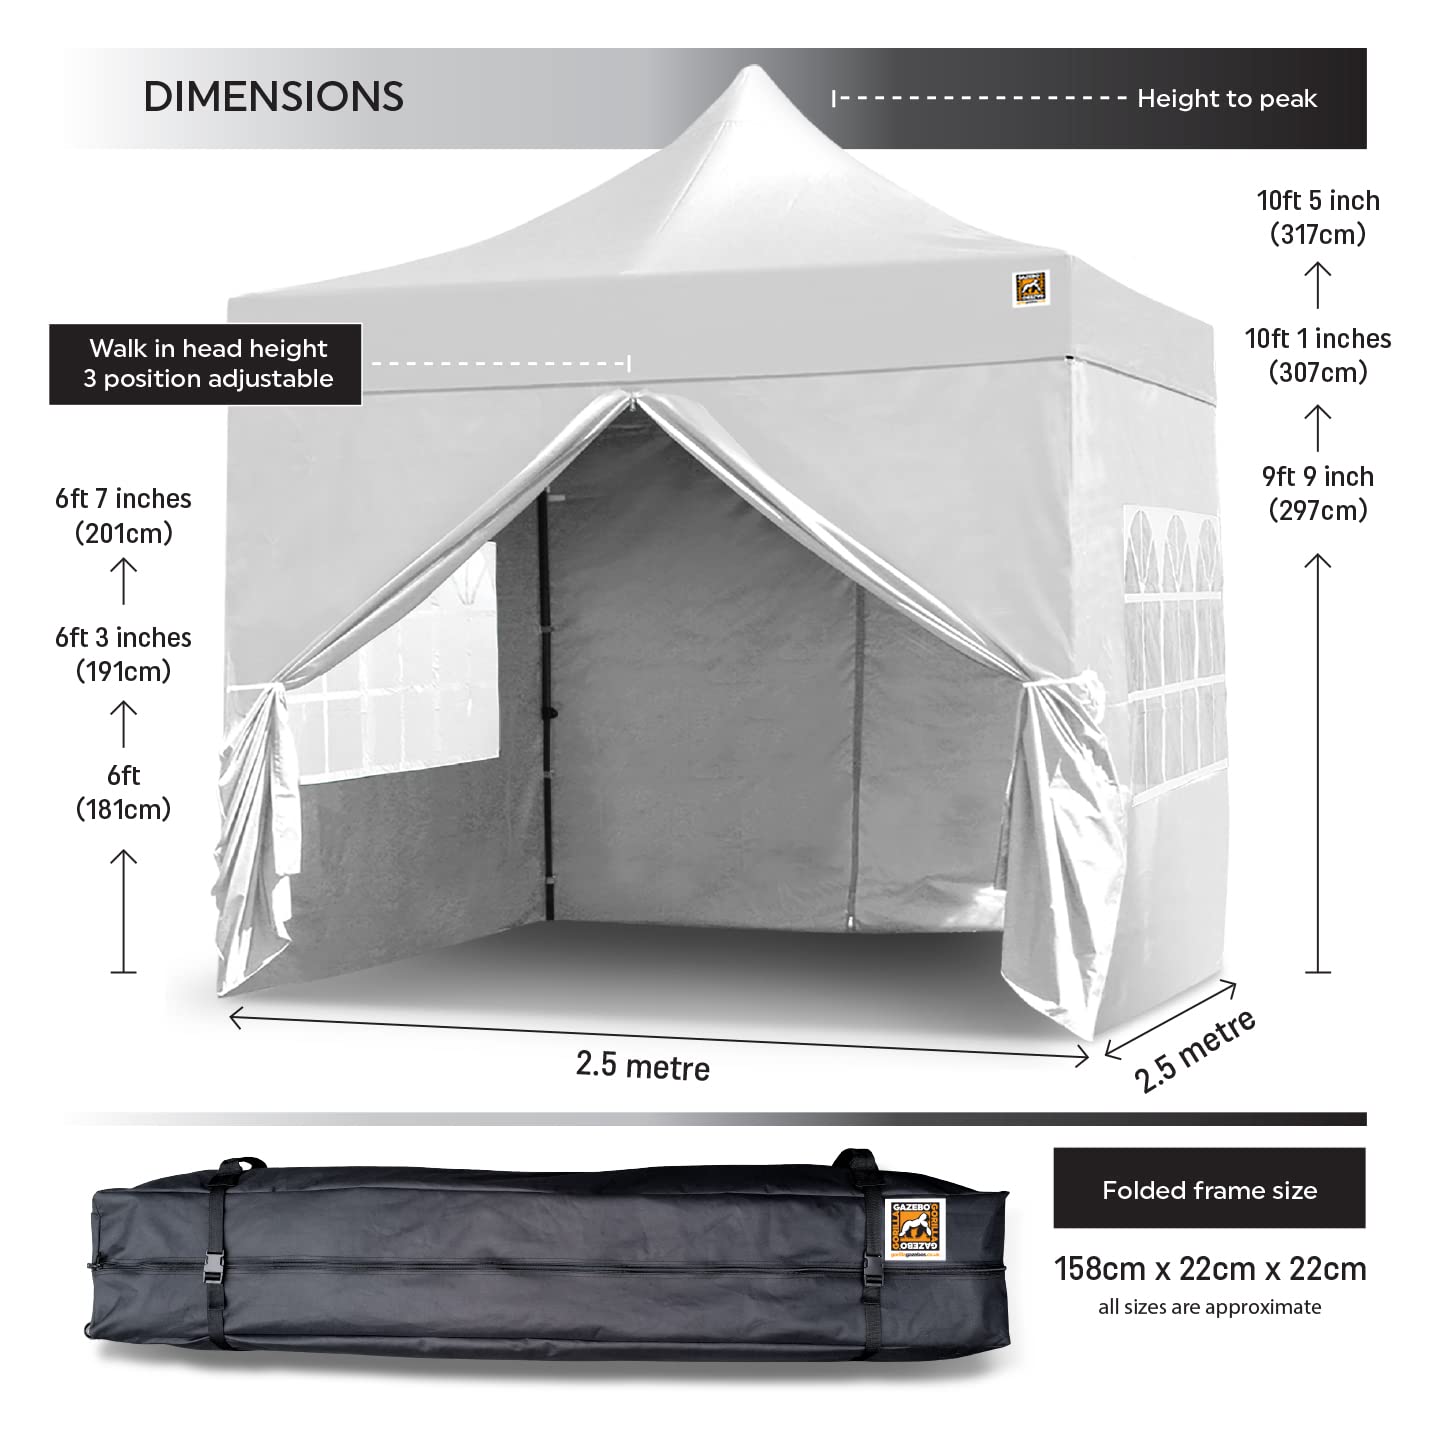 DIMENSIONS
Height to peak
10ft 5 inch
(317cm)
10ft 1 inches
(307cm)
9ft 9 inch
(297cm)
Walk in head height
3 position adjustable
6ft 7 inches
(201cm)
6ft 3 inches
(191cm)
6ft
(181cm)
2.5 metre
2.5 metre
GAZEBO
GORILLA
GAZEBO
GORILLA
Folded frame size
158cm x 22cm x 22cm
all sizes are approximate